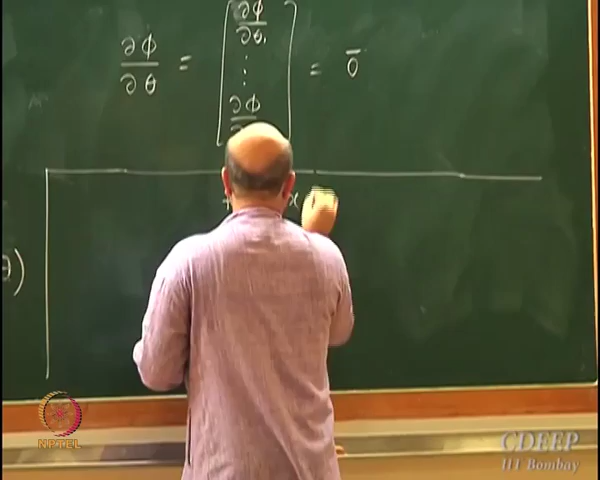 ∂φ/∂θ = [∂φ/∂θ₁ ⋮ ∂φ/∂ ] = 0̄
x
θ)
NPTEL
CDEEP
IIT Bombay